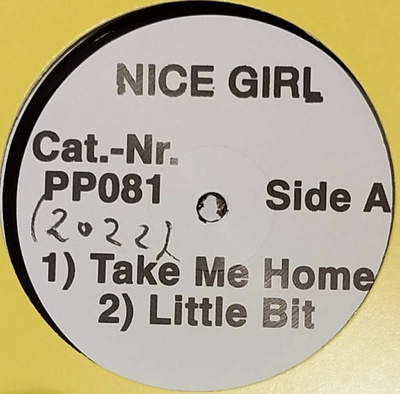 NICE GIRL
Cat.-Nr.
PP081 Side A
(2022)
1) Take Me Home
2) Little Bit